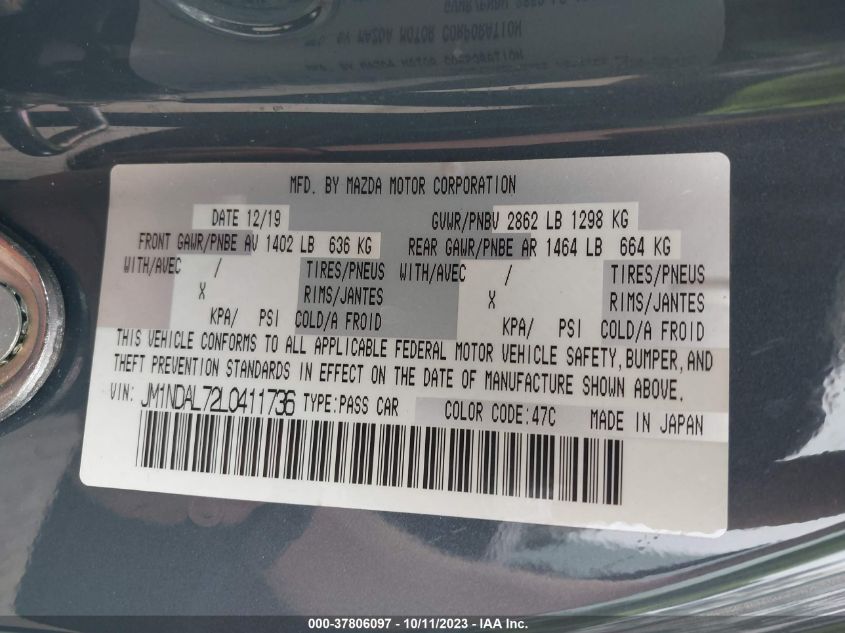 MFD. BY MAZDA MOTOR CORPORATION
DATE 12/19 GVWR/PNBV 2862 LB 1298 KG
FRONT GAWR/PNBE AV 1402 LB 636 KG REAR GAWR/PNBE AR 1464 LB 664 KG
WITH/AVEC / TIRES/PNEUS WITH/AVEC / TIRES/PNEUS
X RIMS/JANTES X RIMS/JANTES
KPA/ PSI COLD/A FROID KPA/ PSI COLD/A FROID
THIS VEHICLE CONFORMS TO ALL APPLICABLE FEDERAL MOTOR VEHICLE SAFETY, BUMPER, AND
THEFT PREVENTION STANDARDS IN EFFECT ON THE DATE OF MANUFACTURE SHOWN ABOVE.
VIN: JM1NDAL72L0411736 TYPE:PASS CAR COLOR CODE:47C MADE IN JAPAN
000-37806097 - 10/11/2023 - IAA Inc.